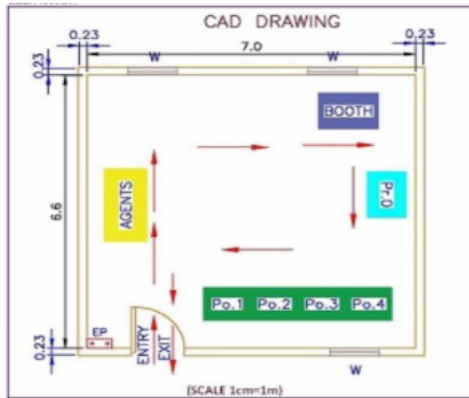 CAD DRAWING
0.23
7.0
0.23
0.23
W
W
BOOTH
AGENTS
Pr.O
6.6
Po.1 Po.2 Po.3 Po.4
EP
ENTRY
EXIT
0.23
W
(SCALE 1cm=1m)